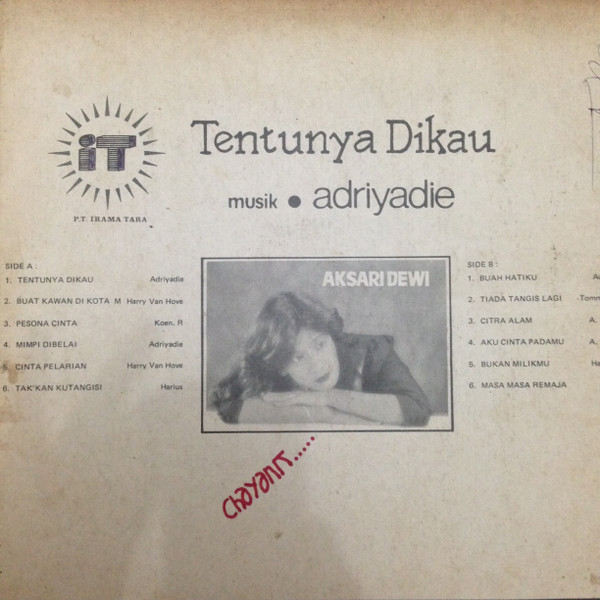 iT
P.T. IRAMA TARA
Tentunya Dikau
musik ● adriyadie
SIDE A :
1. TENTUNYA DIKAU Adriyadie
2. BUAT KAWAN DI KOTA M Harry Van Hove
3. PESONA CINTA Koen. R
4. MIMPI DIBELAI Adriyadie
5. CINTA PELARIAN Harry Van Hove
6. TAK'KAN KUTANGISI Harius
AKSARI DEWI
SIDE B :
1. BUAH HATIKU
2. TIADA TANGIS LAGI Tomm
3. CITRA ALAM A.
4. AKU CINTA PADAMU A,
5. BUKAN MILIKMU Ha
6. MASA MASA REMAJA
Chayank.....